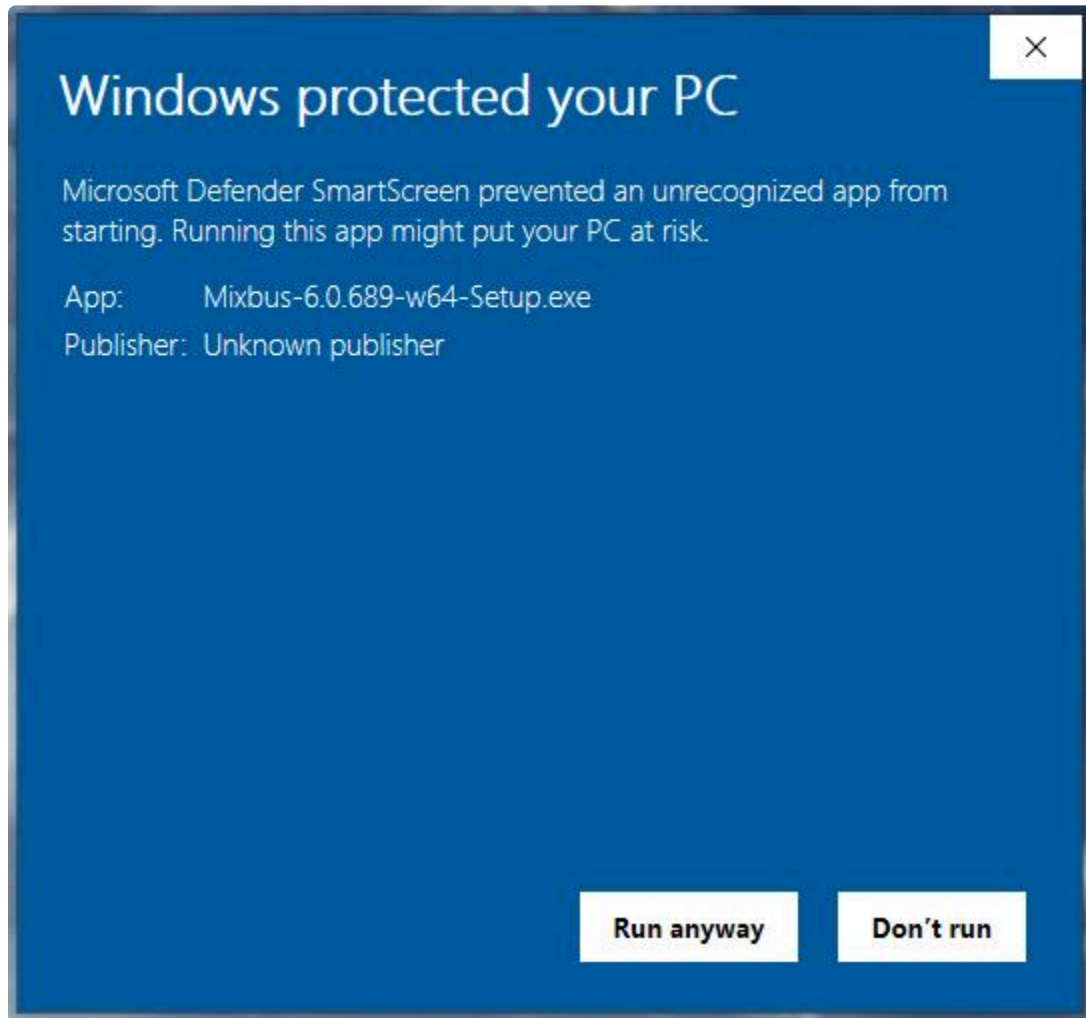 Windows protected your PC
Microsoft Defender SmartScreen prevented an unrecognized app from
starting. Running this app might put your PC at risk.
App: Mixbus-6.0.689-w64-Setup.exe
Publisher: Unknown publisher
Run anyway Don’t run